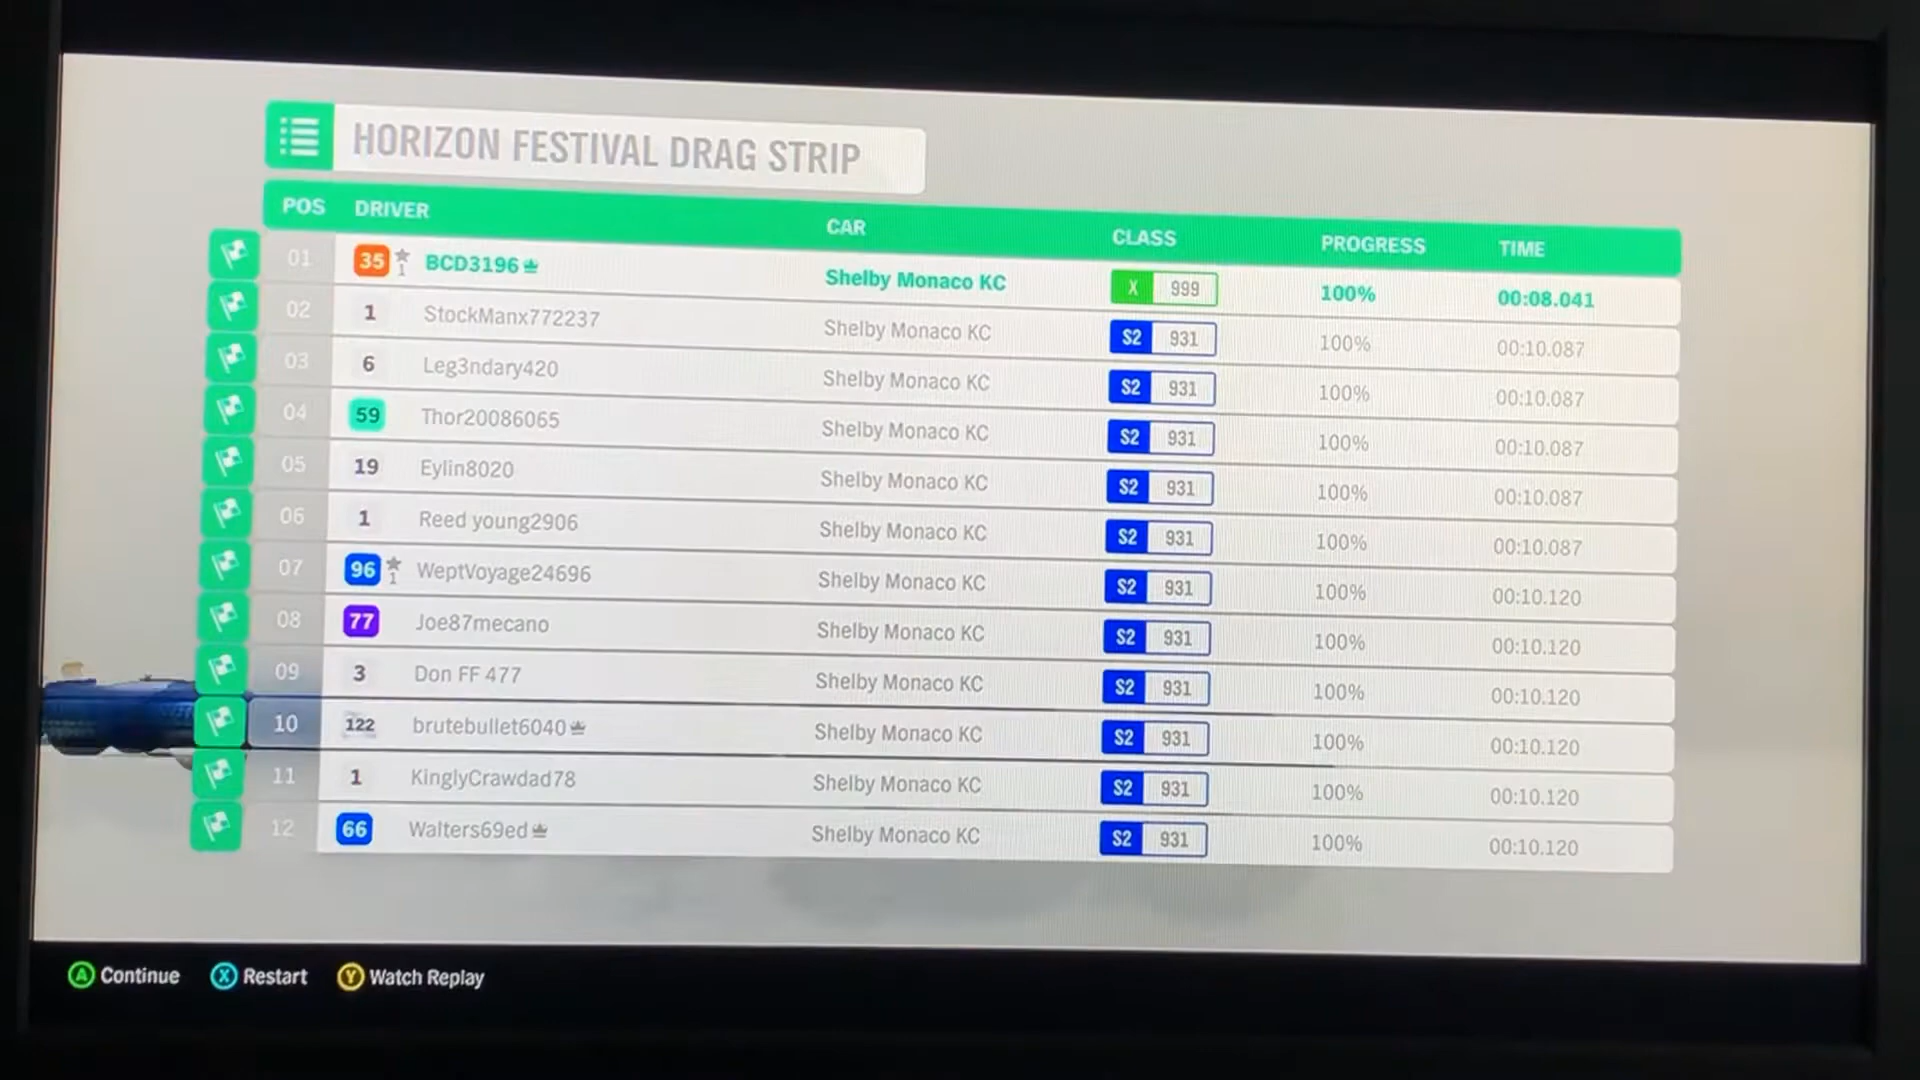 HORIZON FESTIVAL DRAG STRIP
POS DRIVER CAR CLASS PROGRESS TIME
01 35 1 BCD3196 Shelby Monaco KC X 999 100% 00:08.041
02 1 StockManx772237 Shelby Monaco KC S2 931 100% 00:10.087
03 6 Leg3ndary420 Shelby Monaco KC S2 931 100% 00:10.087
04 59 Thor20086065 Shelby Monaco KC S2 931 100% 00:10.087
05 19 Eylin8020 Shelby Monaco KC S2 931 100% 00:10.087
06 1 Reed young2906 Shelby Monaco KC S2 931 100% 00:10.087
07 96 1 WeptVoyage24696 Shelby Monaco KC S2 931 100% 00:10.120
08 77 Joe87mecano Shelby Monaco KC S2 931 100% 00:10.120
09 3 Don FF 477 Shelby Monaco KC S2 931 100% 00:10.120
10 122 brutebullet6040 Shelby Monaco KC S2 931 100% 00:10.120
11 1 KinglyCrawdad78 Shelby Monaco KC S2 931 100% 00:10.120
12 66 Walters69ed Shelby Monaco KC S2 931 100% 00:10.120
A Continue X Restart Y Watch Replay